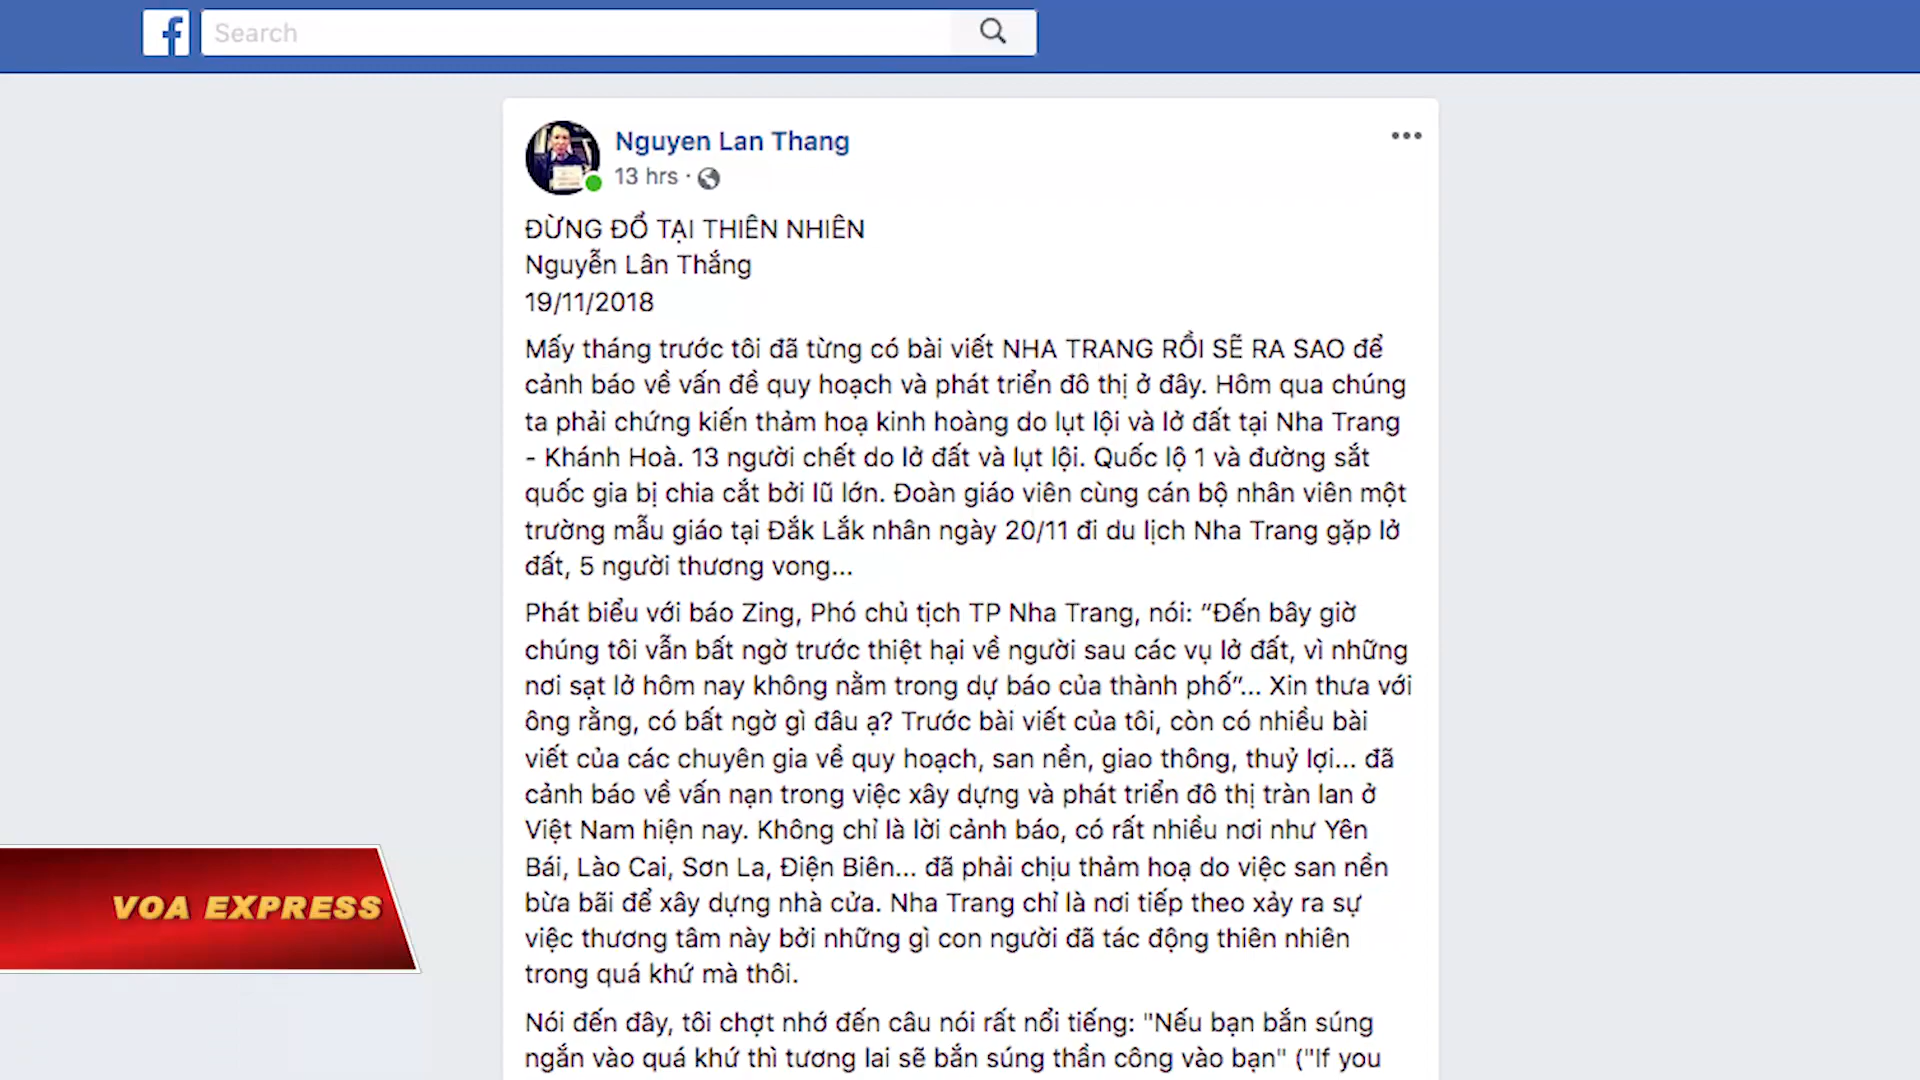 Search
Nguyen Lan Thang
13 hrs ·
ĐỪNG ĐỔ TẠI THIÊN NHIÊN
Nguyễn Lân Thắng
19/11/2018
Mấy tháng trước tôi đã từng có bài viết NHA TRANG RỒI SẼ RA SAO để
cảnh báo về vấn đề quy hoạch và phát triển đô thị ở đây. Hôm qua chúng
ta phải chứng kiến thảm hoạ kinh hoàng do lụt lội và lở đất tại Nha Trang
- Khánh Hoà. 13 người chết do lở đất và lụt lội. Quốc lộ 1 và đường sắt
quốc gia bị chia cắt bởi lũ lớn. Đoàn giáo viên cùng cán bộ nhân viên một
trường mẫu giáo tại Đắk Lắk nhân ngày 20/11 đi du lịch Nha Trang gặp lở
đất, 5 người thương vong...
Phát biểu với báo Zing, Phó chủ tịch TP Nha Trang, nói: “Đến bây giờ
chúng tôi vẫn bất ngờ trước thiệt hại về người sau các vụ lở đất, vì những
nơi sạt lở hôm nay không nằm trong dự báo của thành phố”... Xin thưa với
ông rằng, có bất ngờ gì đâu ạ? Trước bài viết của tôi, còn có nhiều bài
viết của các chuyên gia về quy hoạch, san nền, giao thông, thuỷ lợi... đã
cảnh báo về vấn nạn trong việc xây dựng và phát triển đô thị tràn lan ở
Việt Nam hiện nay. Không chỉ là lời cảnh báo, có rất nhiều nơi như Yên
Bái, Lào Cai, Sơn La, Điện Biên... đã phải chịu thảm hoạ do việc san nền
bừa bãi để xây dựng nhà cửa. Nha Trang chỉ là nơi tiếp theo xảy ra sự
việc thương tâm này bởi những gì con người đã tác động thiên nhiên
trong quá khứ mà thôi.
Nói đến đây, tôi chợt nhớ đến câu nói rất nổi tiếng: "Nếu bạn bắn súng
ngắn vào quá khứ thì tương lai sẽ bắn súng thần công vào bạn" ("If you
VOA EXPRESS